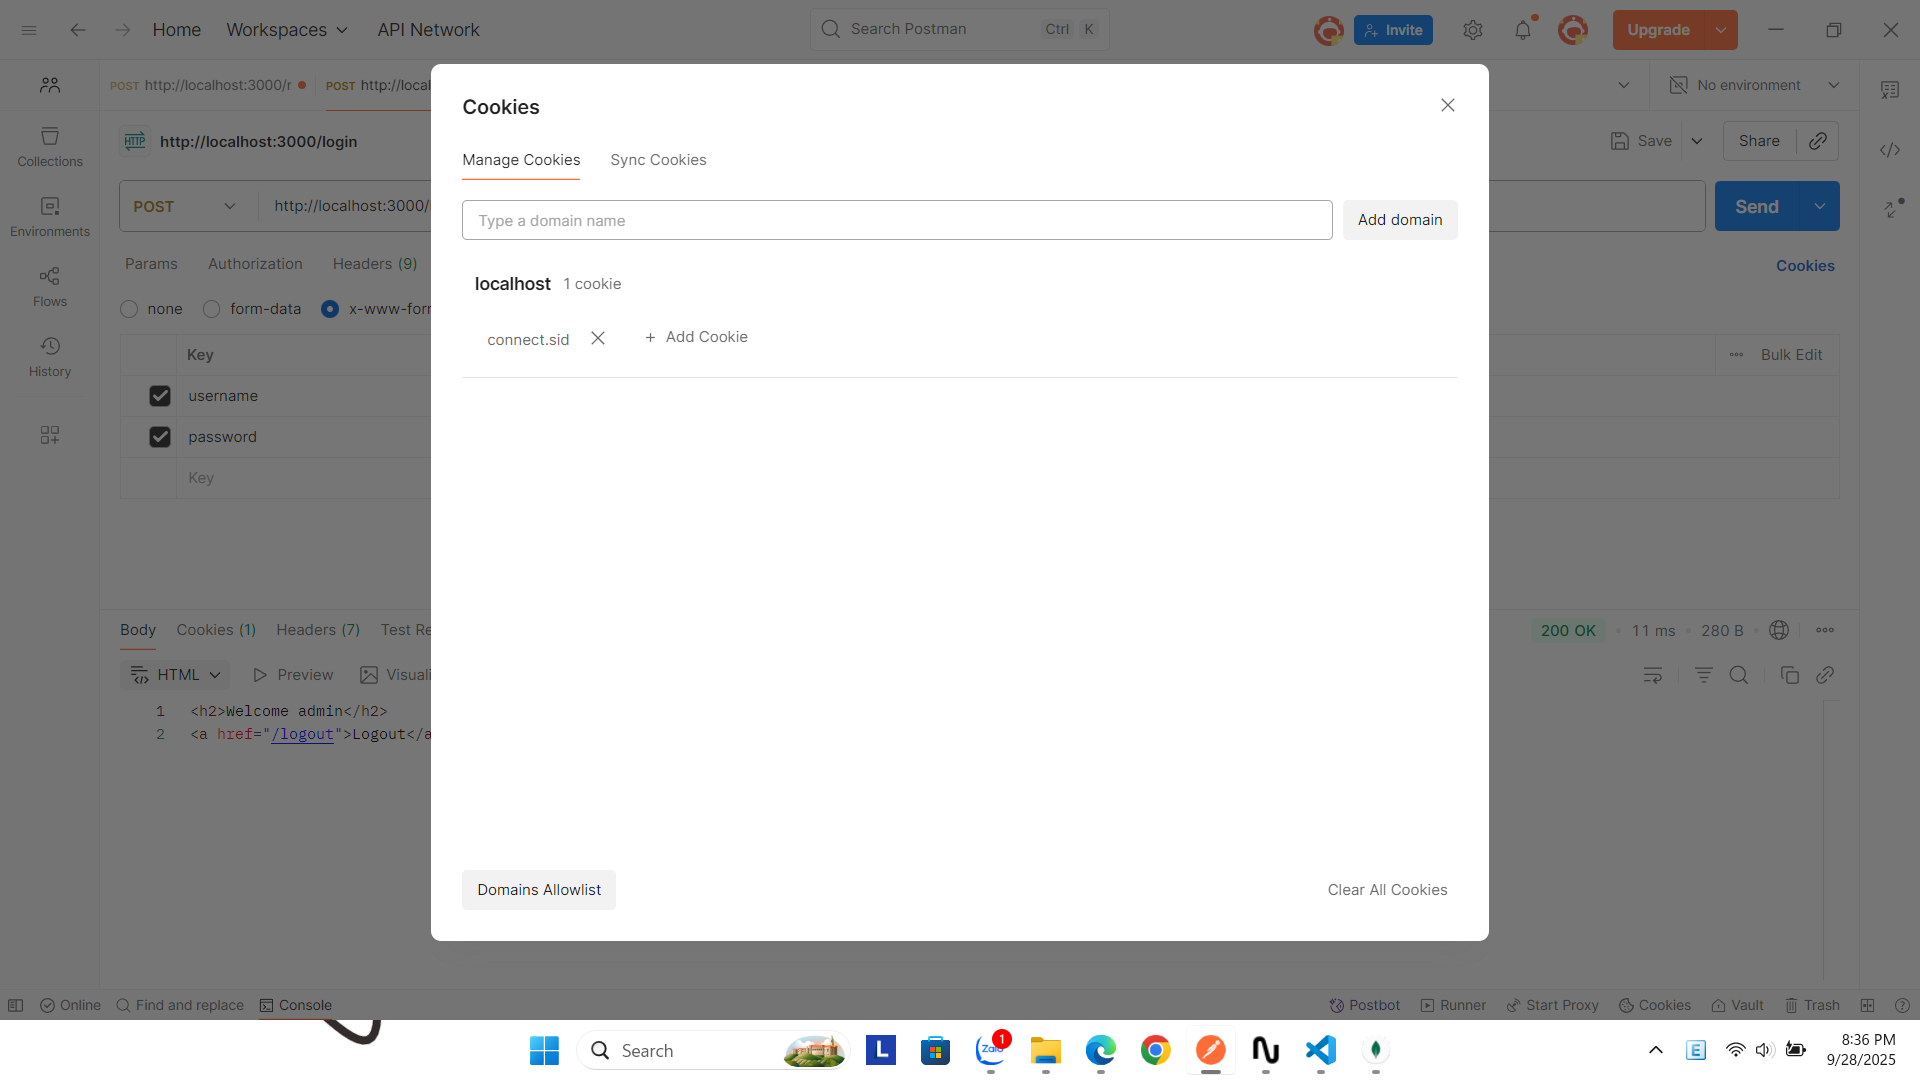 Home
Workspaces
API Network
Search Postman
Ctrl K
Invite
Upgrade
POST http://localhost:3000/r
POST http://local
No environment
HTTP http://localhost:3000/login
Save
Share
Collections
Environments
Flows
History
POST
http://localhost:3000/
Send
Params
Authorization
Headers (9)
Cookies
none
form-data
x-www-form
Key
Bulk Edit
username
password
Key
Cookies
Manage Cookies
Sync Cookies
Type a domain name
Add domain
localhost 1 cookie
connect.sid
+ Add Cookie
Domains Allowlist
Clear All Cookies
Body
Cookies (1)
Headers (7)
Test Re
200 OK
11 ms
280 B
HTML
Preview
Visuali
1 <h2>Welcome admin</h2>
2 <a href="/logout">Logout</a
Online
Find and replace
Console
Postbot
Runner
Start Proxy
Cookies
Vault
Trash
Search
L
Zalo
1
E
8:36 PM
9/28/2025